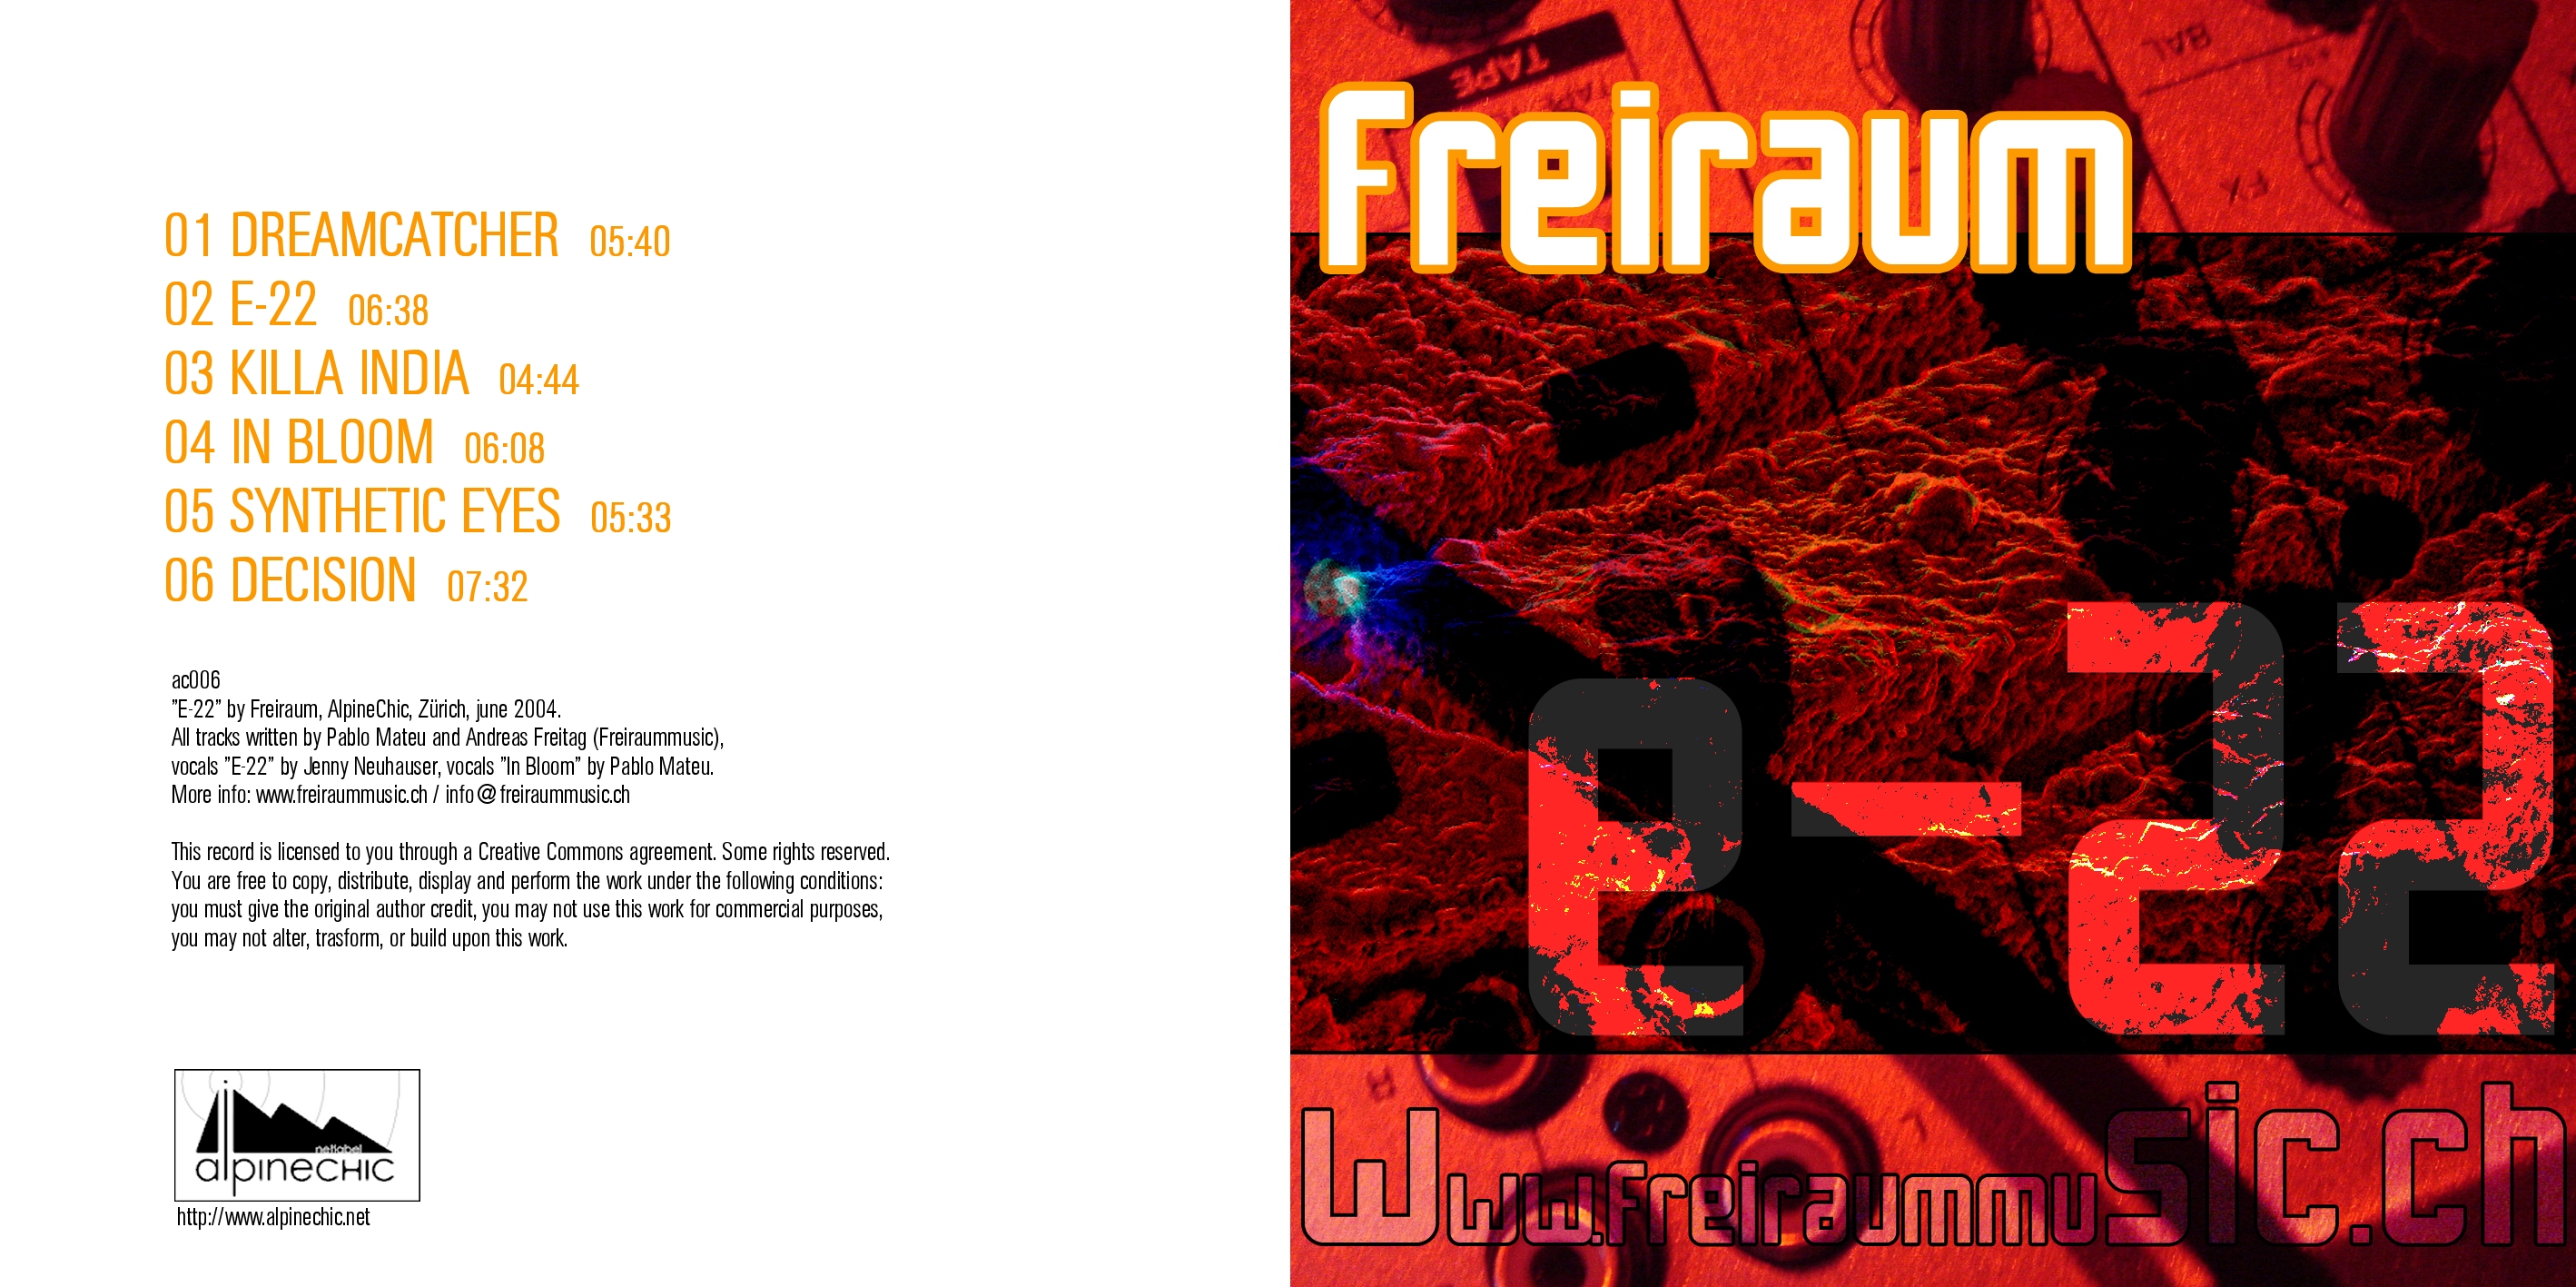 01 DREAMCATCHER 05:40
02 E-22 06:38
03 KILLA INDIA 04:44
04 IN BLOOM 06:08
05 SYNTHETIC EYES 05:33
06 DECISION 07:32
ac006
"E-22" by Freiraum, AlpineChic, Zürich, june 2004.
All tracks written by Pablo Mateu and Andreas Freitag (Freiraummusic),
vocals "E-22" by Jenny Neuhauser, vocals "In Bloom" by Pablo Mateu.
More info: www.freiraummusic.ch / info@freiraummusic.ch
This record is licensed to you through a Creative Commons agreement. Some rights reserved.
You are free to copy, distribute, display and perform the work under the following conditions:
you must give the original author credit, you may not use this work for commercial purposes,
you may not alter, trasform, or build upon this work.
netlabel
alpinechic
http://www.alpinechic.net
TAPE
BAL
FX
Freiraum
e-22
www.freiraummusic.ch